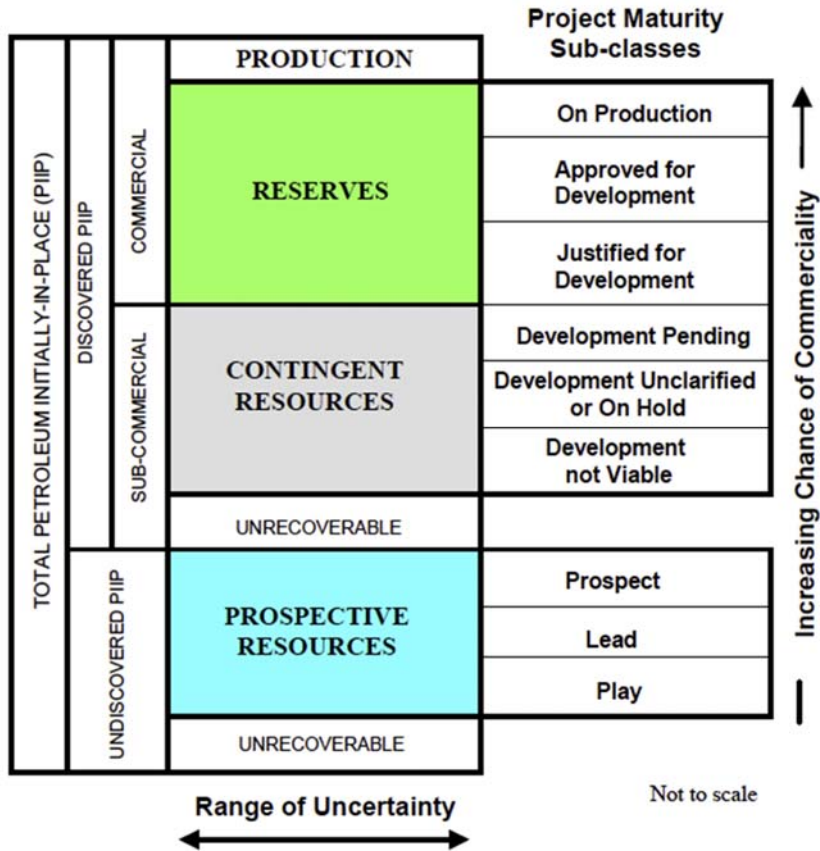 Project Maturity
Sub-classes
PRODUCTION
On Production
RESERVES
Approved for
Development
Justified for
Development
CONTINGENT
RESOURCES
Development Pending
Development Unclarified
or On Hold
Development
not Viable
UNRECOVERABLE
PROSPECTIVE
RESOURCES
Prospect
Lead
Play
UNRECOVERABLE
TOTAL PETROLEUM INITIALLY-IN-PLACE (PIIP)
DISCOVERED PIIP
UNDISCOVERED PIIP
COMMERCIAL
SUB-COMMERCIAL
Increasing Chance of Commerciality
Range of Uncertainty
Not to scale